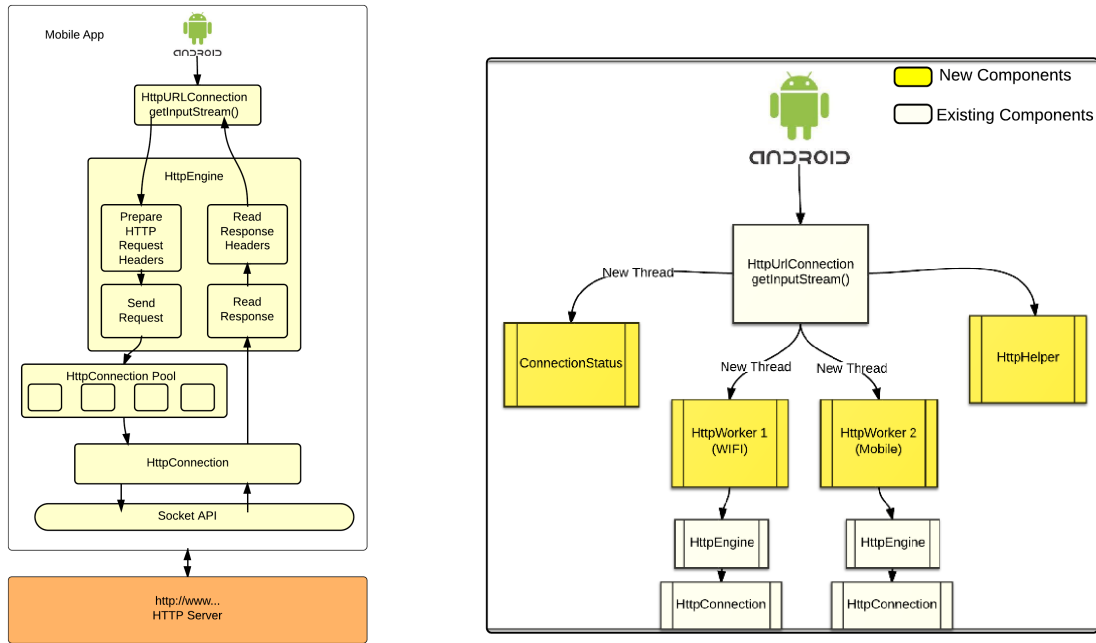 Mobile App
ANDROID
HttpURLConnection
getInputStream()
HttpEngine
Prepare
HTTP
Request
Headers
Read
Response
Headers
Send
Request
Read
Response
HttpConnection Pool
HttpConnection
Socket API
http://www...
HTTP Server
New Components
Existing Components
ANDROID
HttpUrlConnection
getInputStream()
New Thread
ConnectionStatus
HttpHelper
New Thread
New Thread
HttpWorker 1
(WIFI)
HttpWorker 2
(Mobile)
HttpEngine
HttpEngine
HttpConnection
HttpConnection